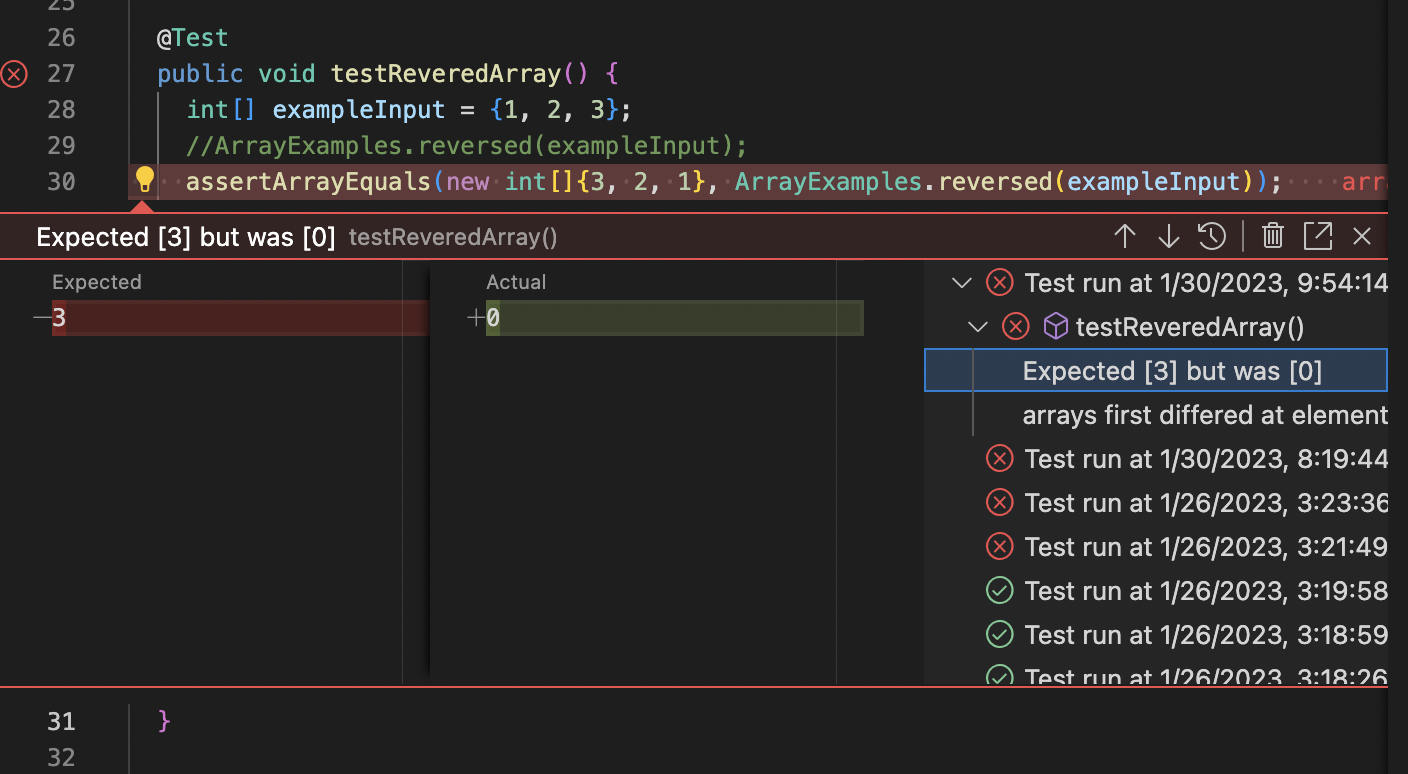 25
26 @Test
27 public void testReveredArray() {
28 int[] exampleInput = {1, 2, 3};
29 //ArrayExamples.reversed(exampleInput);
30 assertArrayEquals(new int[]{3, 2, 1}, ArrayExamples.reversed(exampleInput)); arr
Expected [3] but was [0] testReveredArray()
Expected
—3
Actual
+0
Test run at 1/30/2023, 9:54:14
testReveredArray()
Expected [3] but was [0]
arrays first differed at element
Test run at 1/30/2023, 8:19:44
Test run at 1/26/2023, 3:23:36
Test run at 1/26/2023, 3:21:49
Test run at 1/26/2023, 3:19:58
Test run at 1/26/2023, 3:18:59
Test run at 1/26/2023, 3:18:26
31 }
32